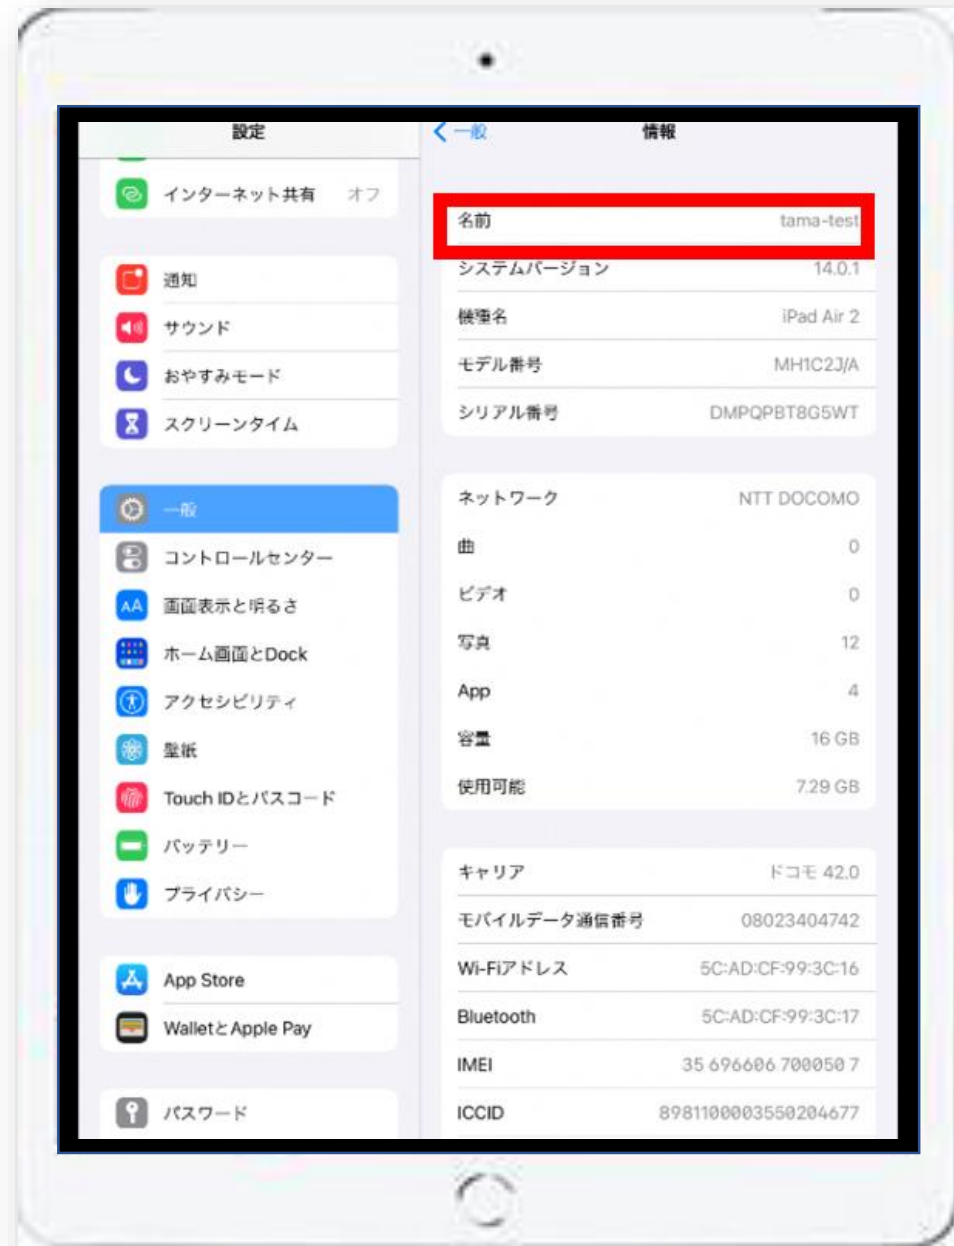 設定
インターネット共有 オフ
通知
サウンド
おやすみモード
スクリーンタイム
一般
コントロールセンター
AA 画面表示と明るさ
ホーム画面とDock
アクセシビリティ
壁紙
Touch IDとパスコード
バッテリー
プライバシー
App Store
WalletとApple Pay
パスワード
一般 情報
名前 tama-test
システムバージョン 14.0.1
機種名 iPad Air 2
モデル番号 MH1C2J/A
シリアル番号 DMPQPBT8G5WT
ネットワーク NTT DOCOMO
曲 0
ビデオ 0
写真 12
App 4
容量 16 GB
使用可能 7.29 GB
キャリア ドコモ 42.0
モバイルデータ通信番号 08023404742
Wi-Fiアドレス 5C:AD:CF:99:3C:16
Bluetooth 5C:AD:CF:99:3C:17
IMEI 35 696606 700050 7
ICCID 8981100003550204677